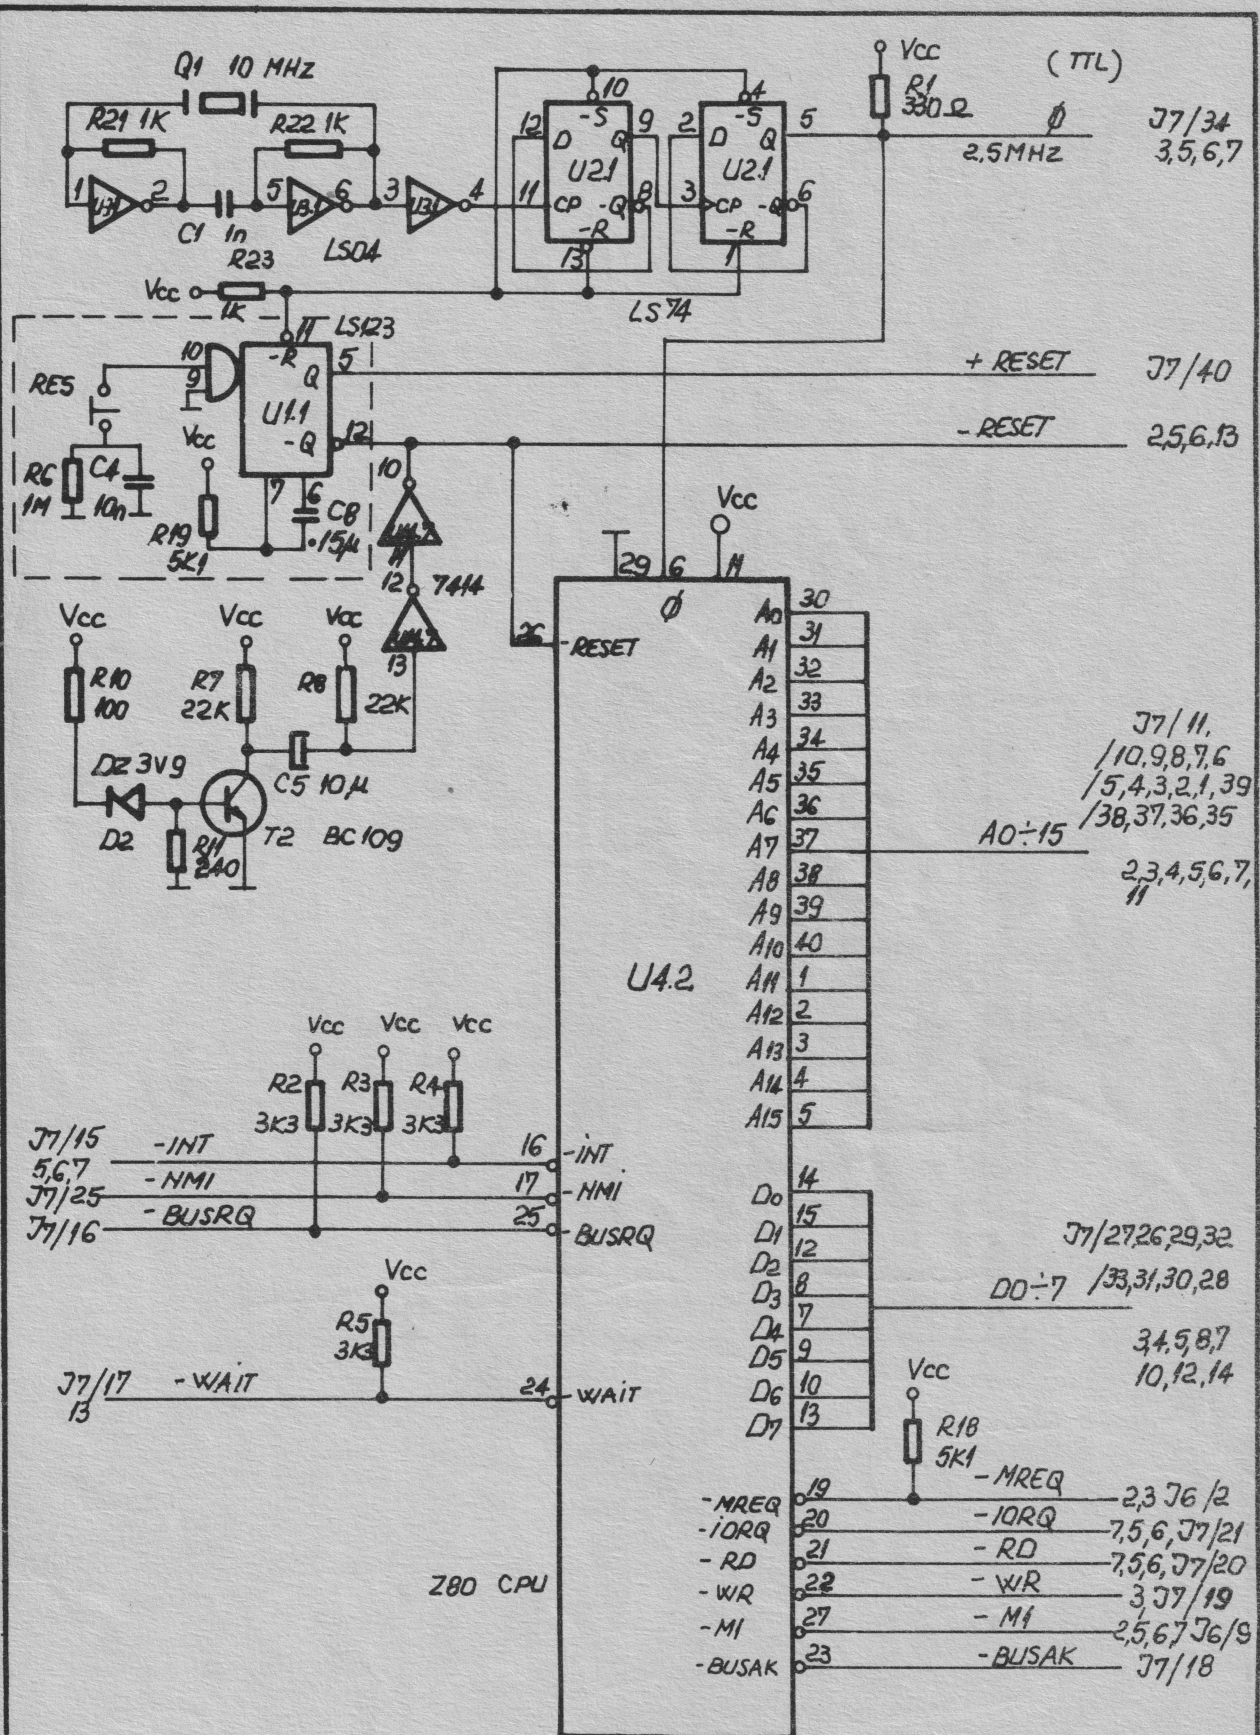 Q1 10 MHZ
R21 1K
R22 1K
1
2
5
6
3
4
C1 1n
LS04
12
D
11
CP
10
-S
Q
9
U2.1
-Q
8
-R
13
2
D
3
CP
4
-S
Q
5
U2.1
-Q
6
-R
1
LS74
Vcc
R1
330Ω
(TTL)
Ø
2,5MHZ
J7/34
3,5,6,7
Vcc
R23
1K
11
LS123
10
9
-R
Q
5
U1.1
-Q
12
7
6
C8
.15µ
RES
R6
1M
C4
10n
Vcc
R19
5K1
+ RESET
J7/40
- RESET
2,5,6,13
10
11
12
7414
13
Vcc
R10
100
Vcc
R7
22K
Vcc
R8
22K
DZ 3V9
D2
C5 10µ
R11
240
T2 BC109
Vcc
29
6
11
Ø
26
-RESET
U4.2
Z80 CPU
A0 30
A1 31
A2 32
A3 33
A4 34
A5 35
A6 36
A7 37
A8 38
A9 39
A10 40
A11 1
A12 2
A13 3
A14 4
A15 5
A0÷15
J7/11,
/10,9,8,7,6
/5,4,3,2,1,39
/38,37,36,35
2,3,4,5,6,7,
11
Vcc Vcc Vcc
R2 R3 R4
3K3 3K3 3K3
J7/15
5,6,7
-INT
16
-INT
J7/25
-NMI
17
-NMI
J7/16
-BUSRQ
25
-BUSRQ
Vcc
R5
3K3
J7/17
13
-WAIT
24
-WAIT
D0 14
D1 15
D2 12
D3 8
D4 7
D5 9
D6 10
D7 13
D0÷7
J7/27,26,29,32
/33,31,30,28
3,4,5,8,7
10,12,14
Vcc
R18
5K1
-MREQ 19 -MREQ 2,3 J6/2
-IORQ 20 -IORQ 7,5,6,J7/21
-RD 21 -RD 7,5,6,J7/20
-WR 22 -WR 3,J7/19
-M1 27 -M1 2,5,6,7 J6/9
-BUSAK 23 -BUSAK J7/18